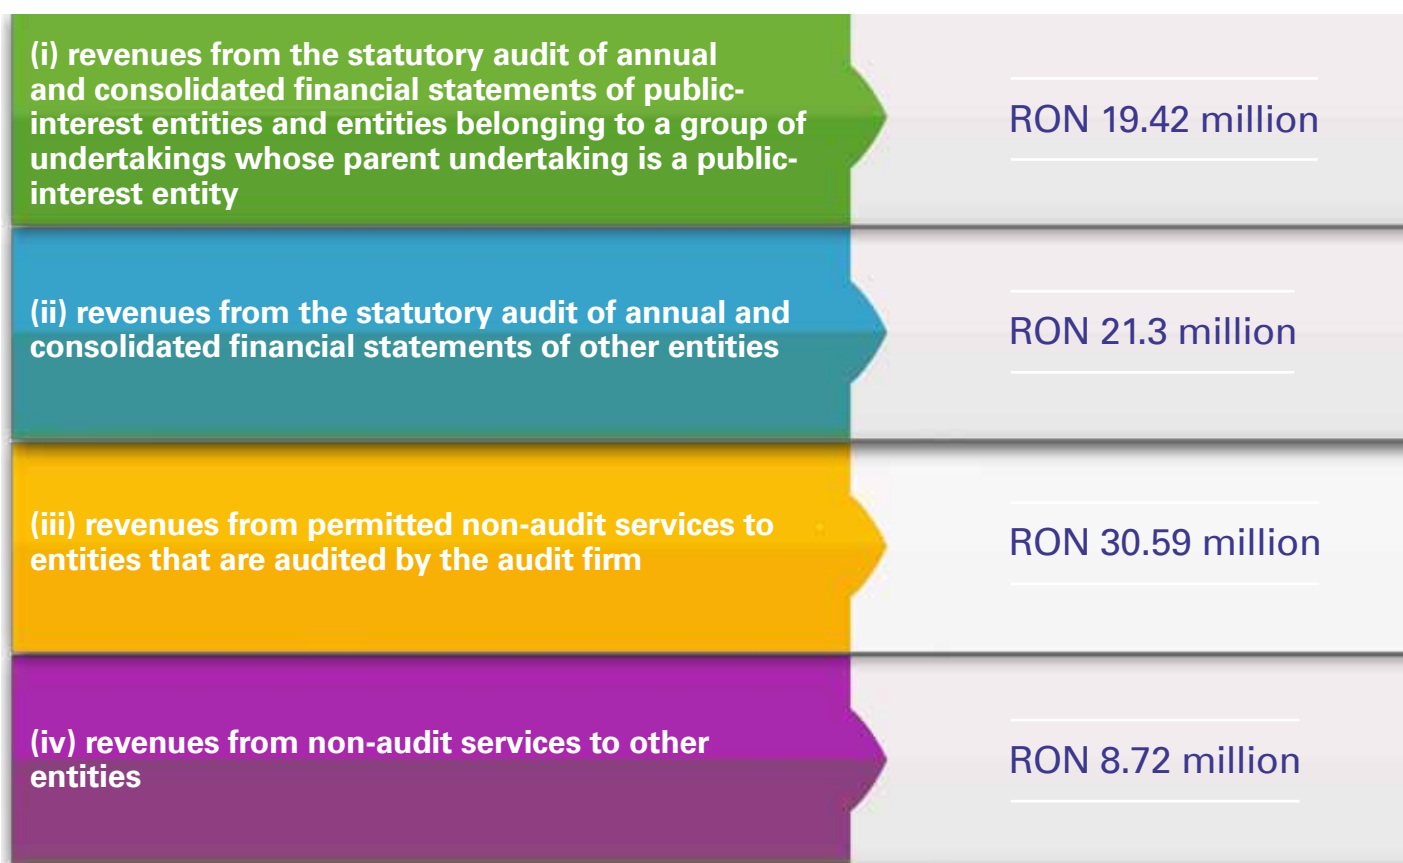 (i) revenues from the statutory audit of annual
and consolidated financial statements of public-
interest entities and entities belonging to a group of
undertakings whose parent undertaking is a public-
interest entity
RON 19.42 million
(ii) revenues from the statutory audit of annual and
consolidated financial statements of other entities
RON 21.3 million
(iii) revenues from permitted non-audit services to
entities that are audited by the audit firm
RON 30.59 million
(iv) revenues from non-audit services to other
entities
RON 8.72 million